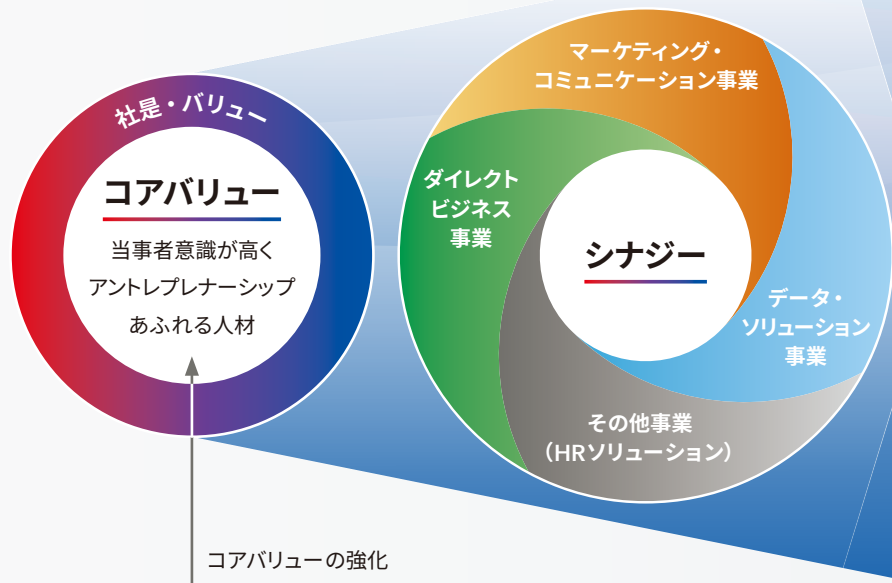 社是・バリュー
コアバリュー
当事者意識が高く
アントレプレナーシップ
あふれる人材
コアバリューの強化
マーケティング・
コミュニケーション事業
ダイレクト
ビジネス
事業
シナジー
データ・
ソリューション
事業
その他事業
（HRソリューション）